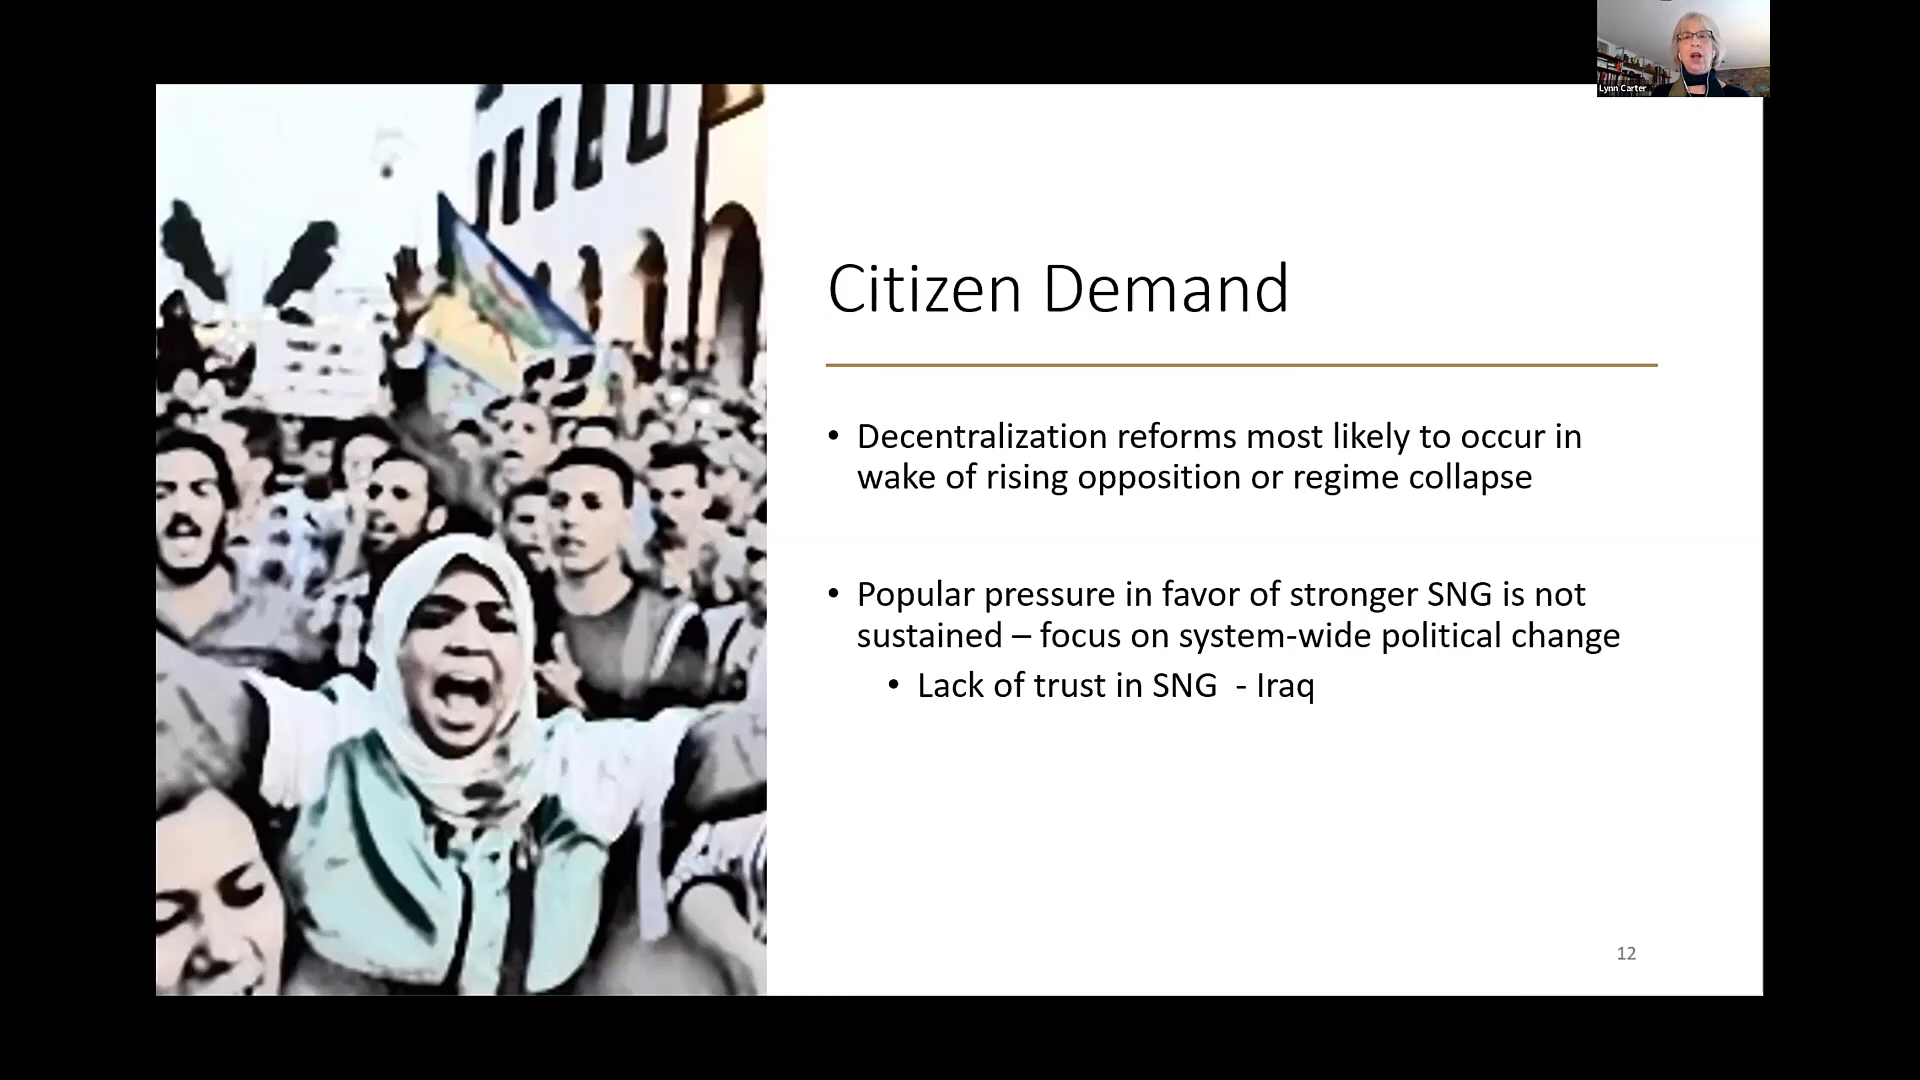 Lynn Carter
Citizen Demand
• Decentralization reforms most likely to occur in
wake of rising opposition or regime collapse
• Popular pressure in favor of stronger SNG is not
sustained – focus on system-wide political change
• Lack of trust in SNG - Iraq
12